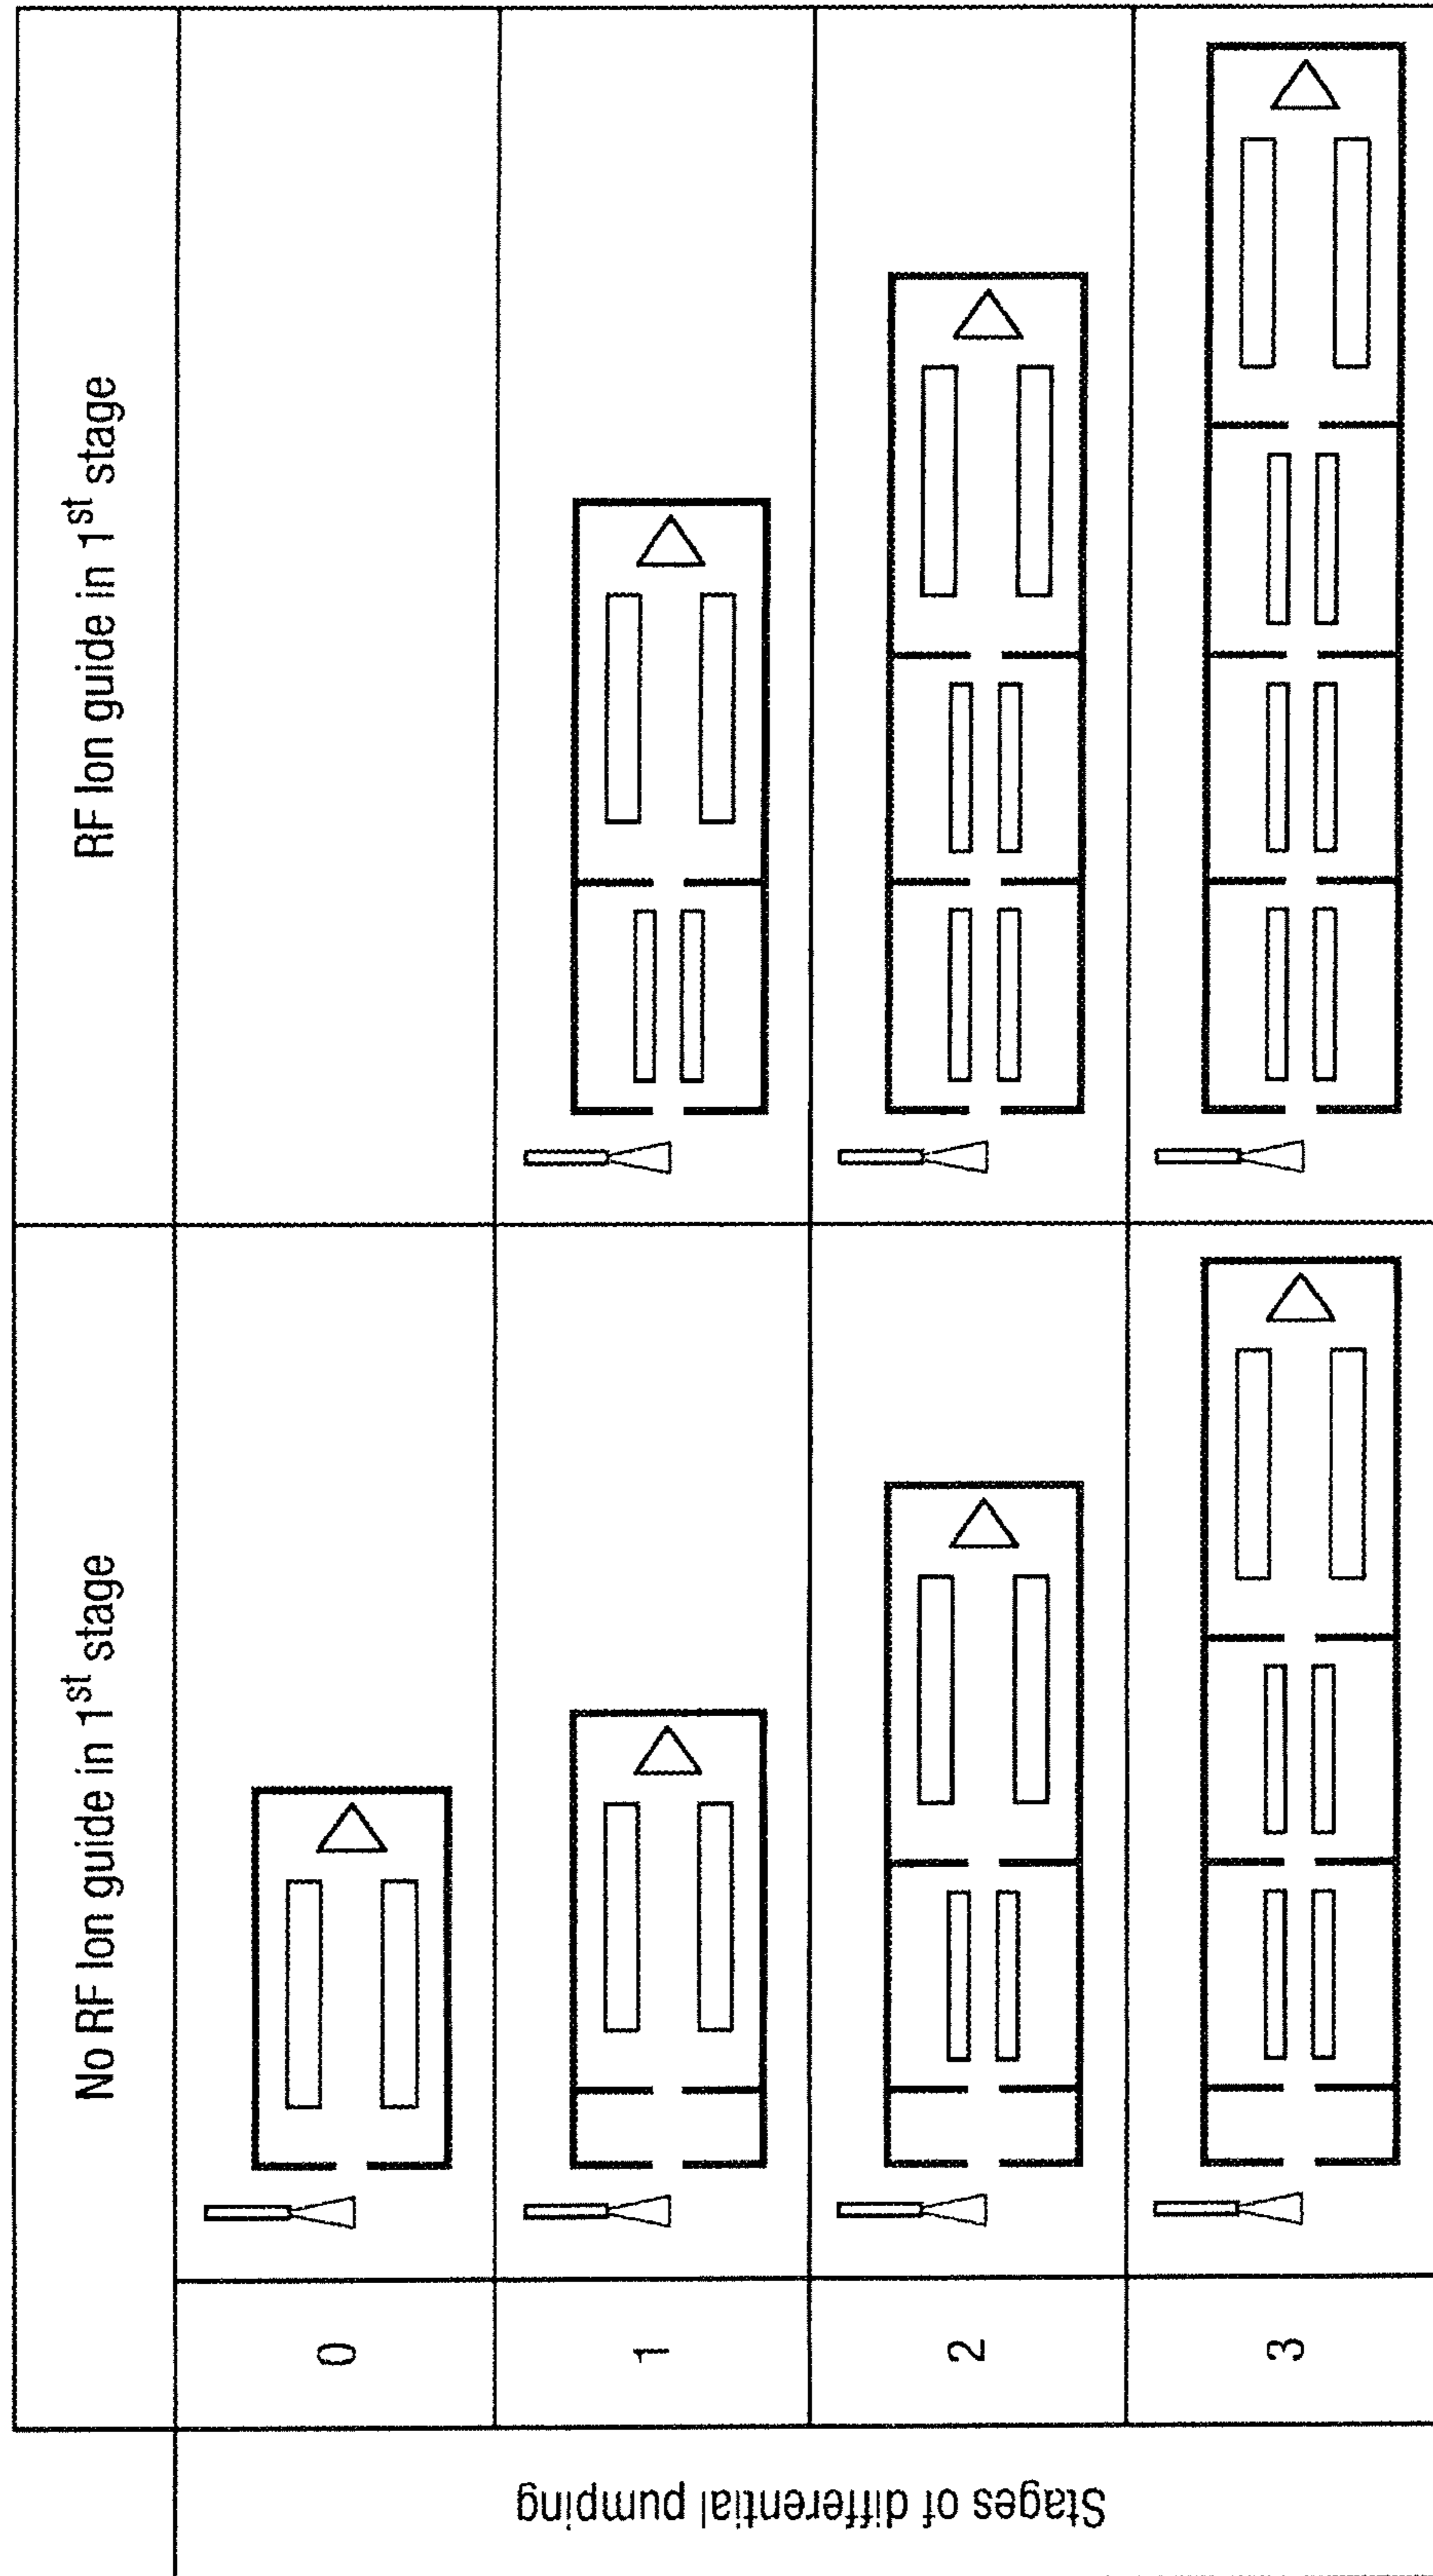 No RF Ion guide in 1st stage
RF Ion guide in 1st stage
Stages of differential pumping
0
1
2
3